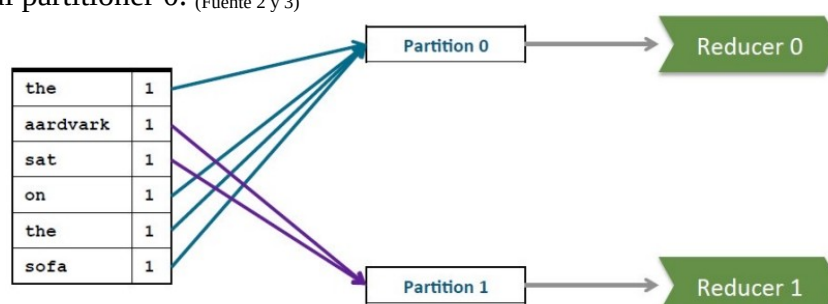 partitioner 0. (Fuente 2 y 3)
Partition 0
Reducer 0
the 1
aardvark 1
sat 1
on 1
the 1
sofa 1
Partition 1
Reducer 1